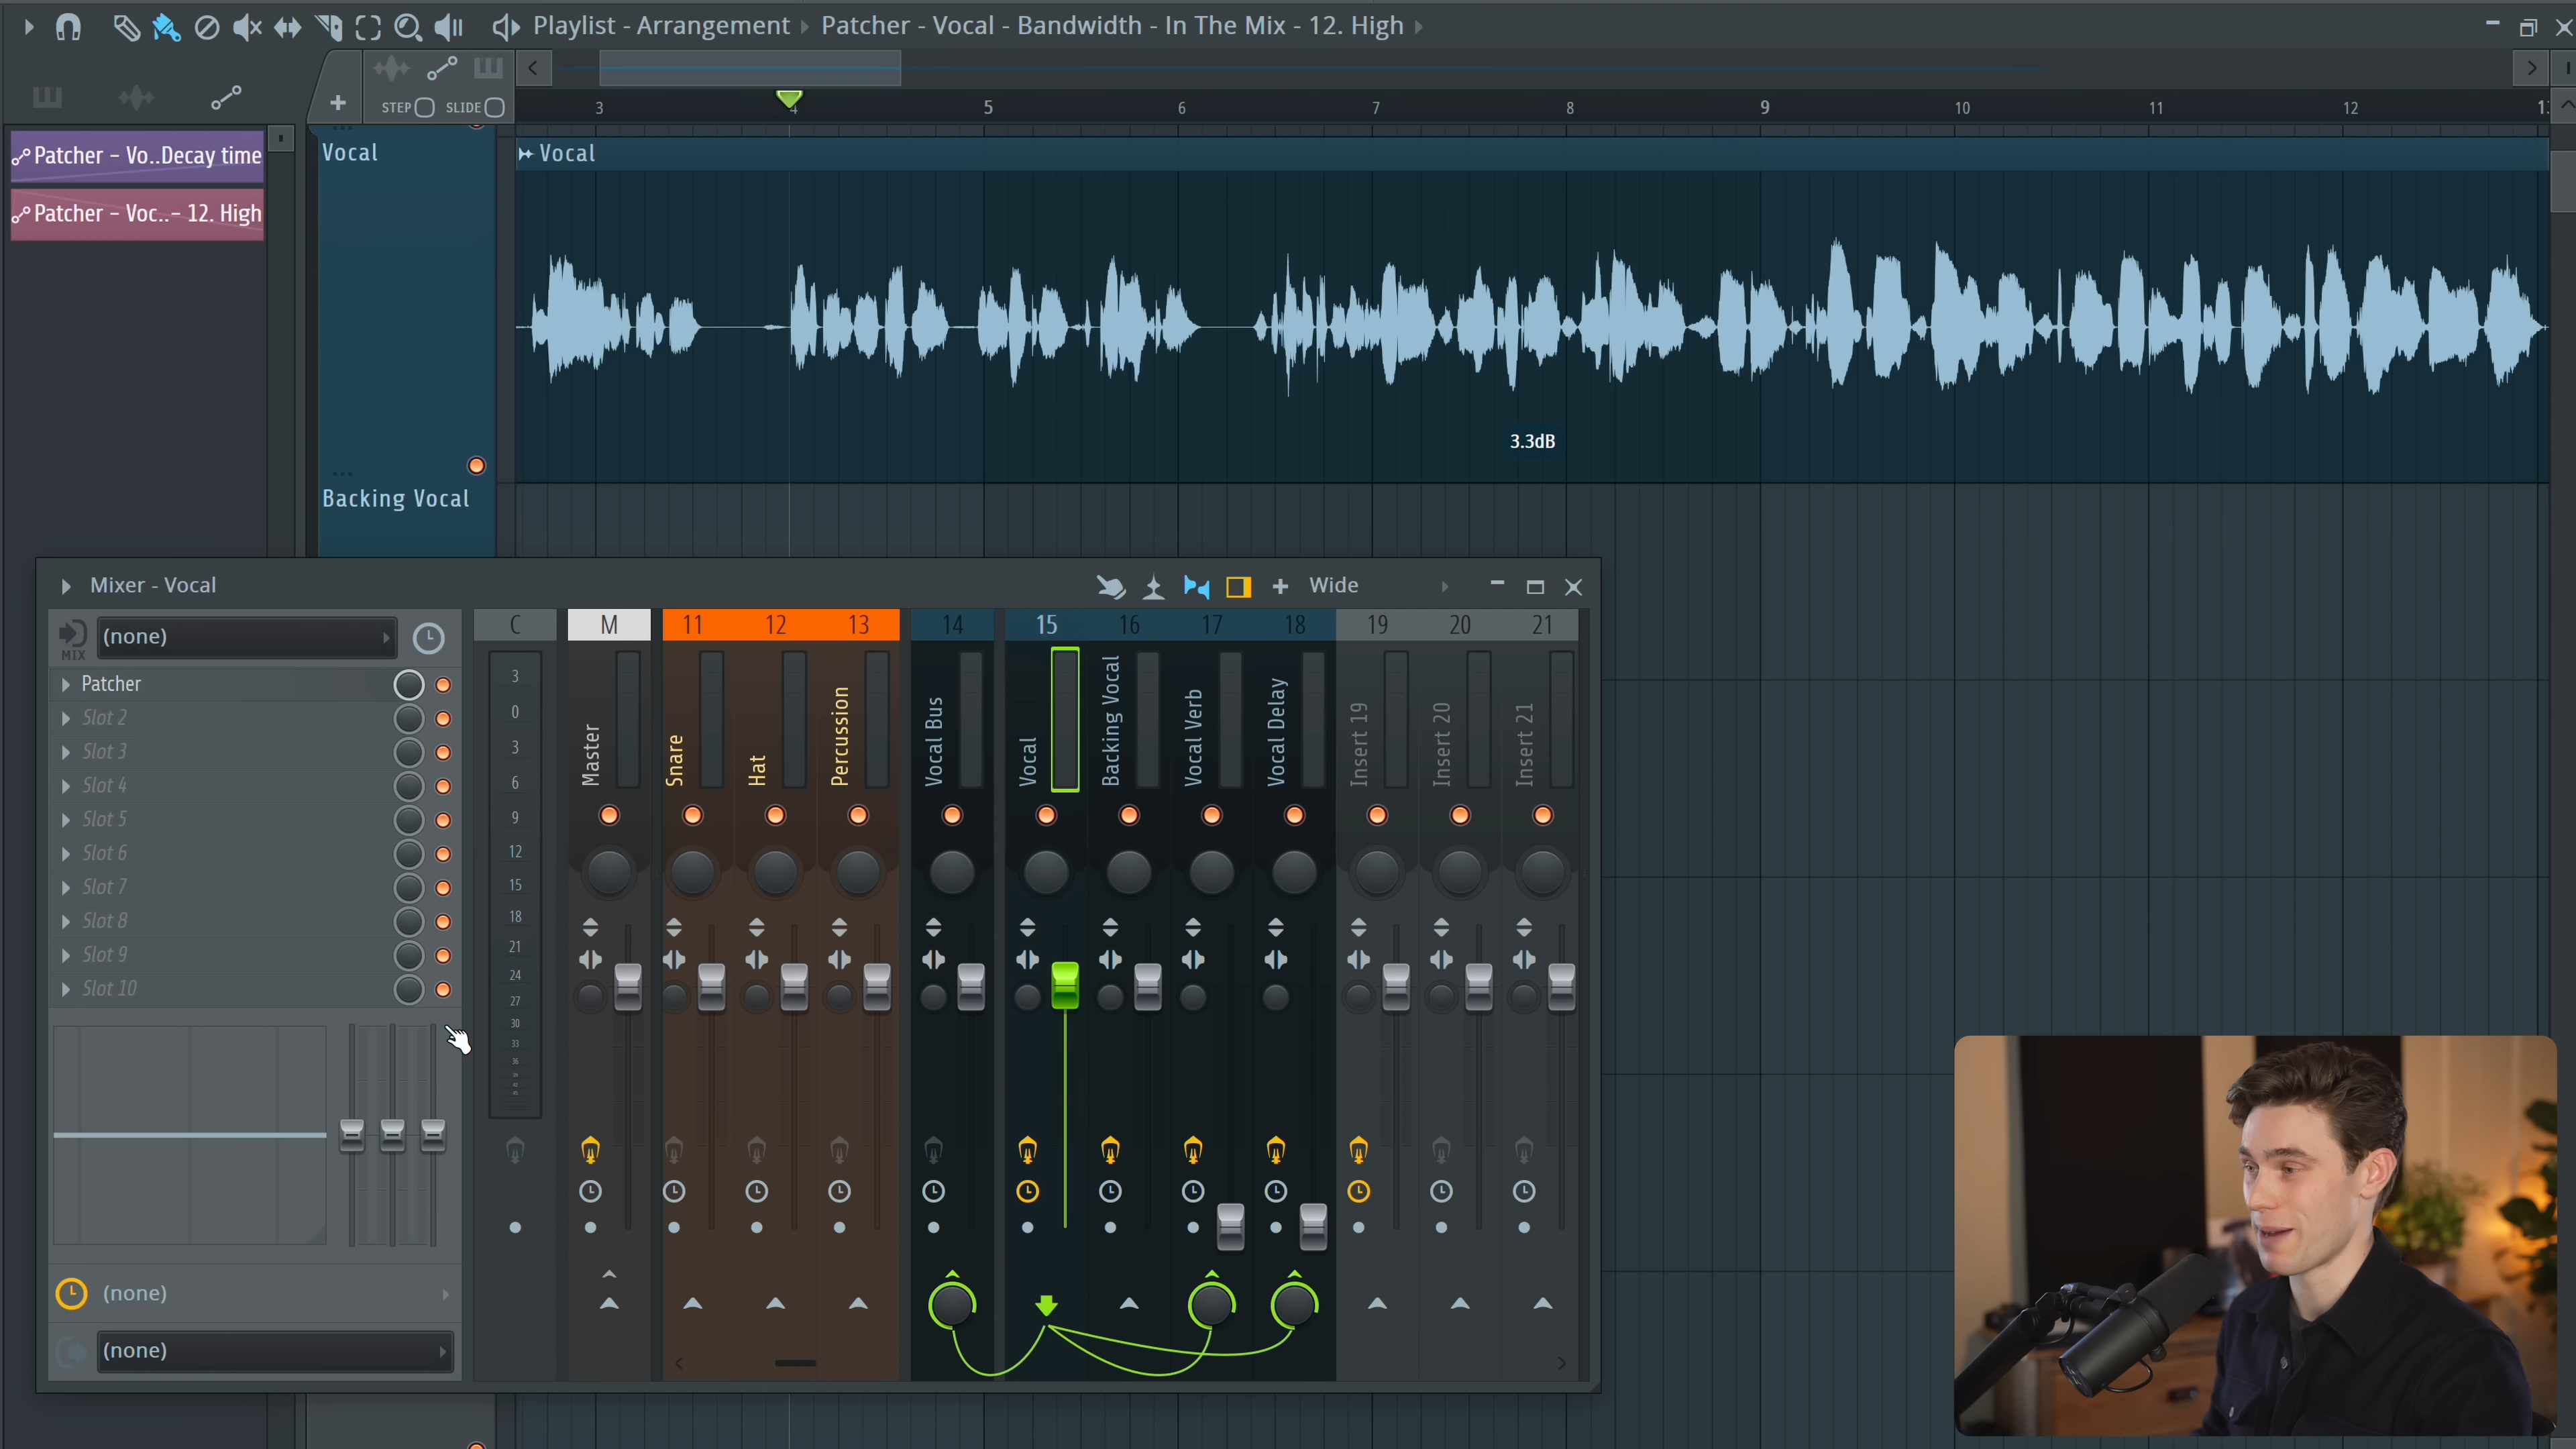 Playlist - Arrangement Patcher - Vocal - Bandwidth - In The Mix - 12. High
STEP SLIDE
3 4 5 6 7 8 9 10 11 12
Patcher - Vo..Decay time
Patcher - Voc..- 12. High
Vocal
Vocal
3.3dB
Backing Vocal
Mixer - Vocal
Wide
MIX
(none)
C M 11 12 13 14 15 16 17 18 19 20 21
Patcher
Slot 2
Slot 3
Slot 4
Slot 5
Slot 6
Slot 7
Slot 8
Slot 9
Slot 10
3
0
3
6
9
12
15
18
21
24
27
30
33
Master
Snare
Hat
Percussion
Vocal Bus
Vocal
Backing Vocal
Vocal Verb
Vocal Delay
Insert 19
Insert 20
Insert 21
(none)
(none)